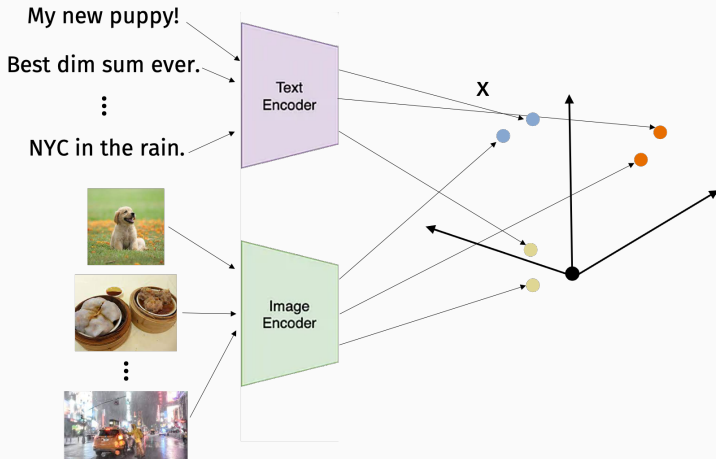 My new puppy!
Best dim sum ever.
NYC in the rain.
Text
Encoder
X
Image
Encoder